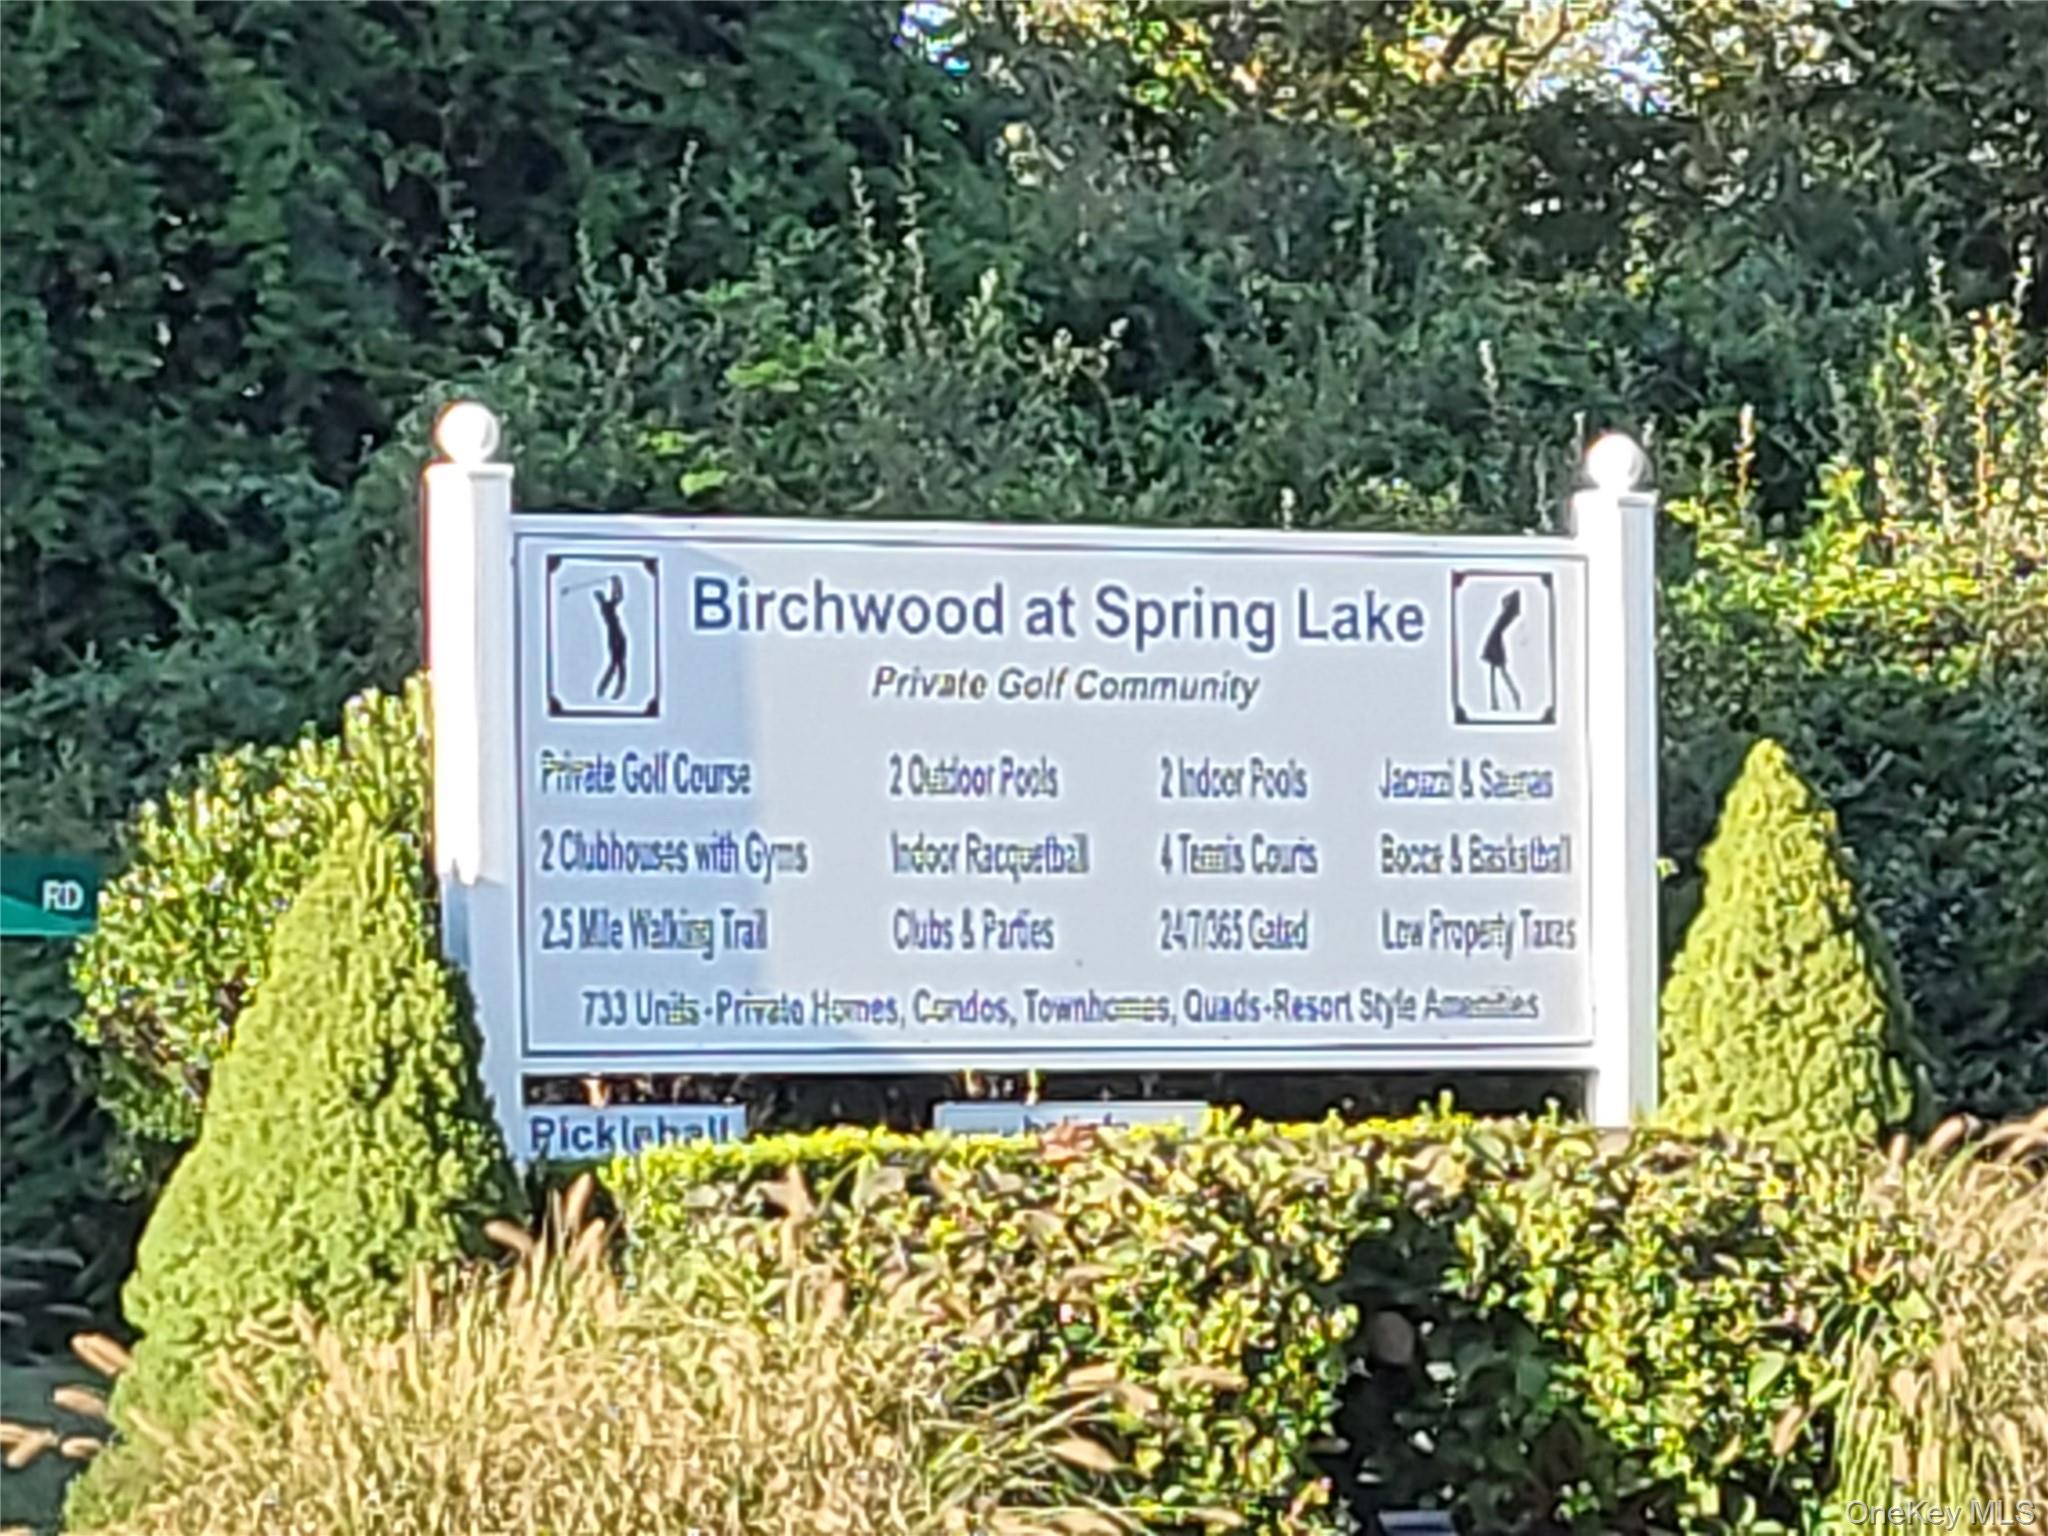 Birchwood at Spring Lake
Private Golf Community
Private Golf Course 2 Outdoor Pools 2 Indoor Pools Jacuzzi & Saunas
2 Clubhouses with Gyms Indoor Racquetball 4 Tennis Courts Bocce & Basketball
2.5 Mile Walking Trail Clubs & Parties 24/7/365 Gated Low Property Taxes
733 Units-Private Homes, Condos, Townhomes, Quads-Resort Style Amenities
Pickleball
RD
OneKey MLS